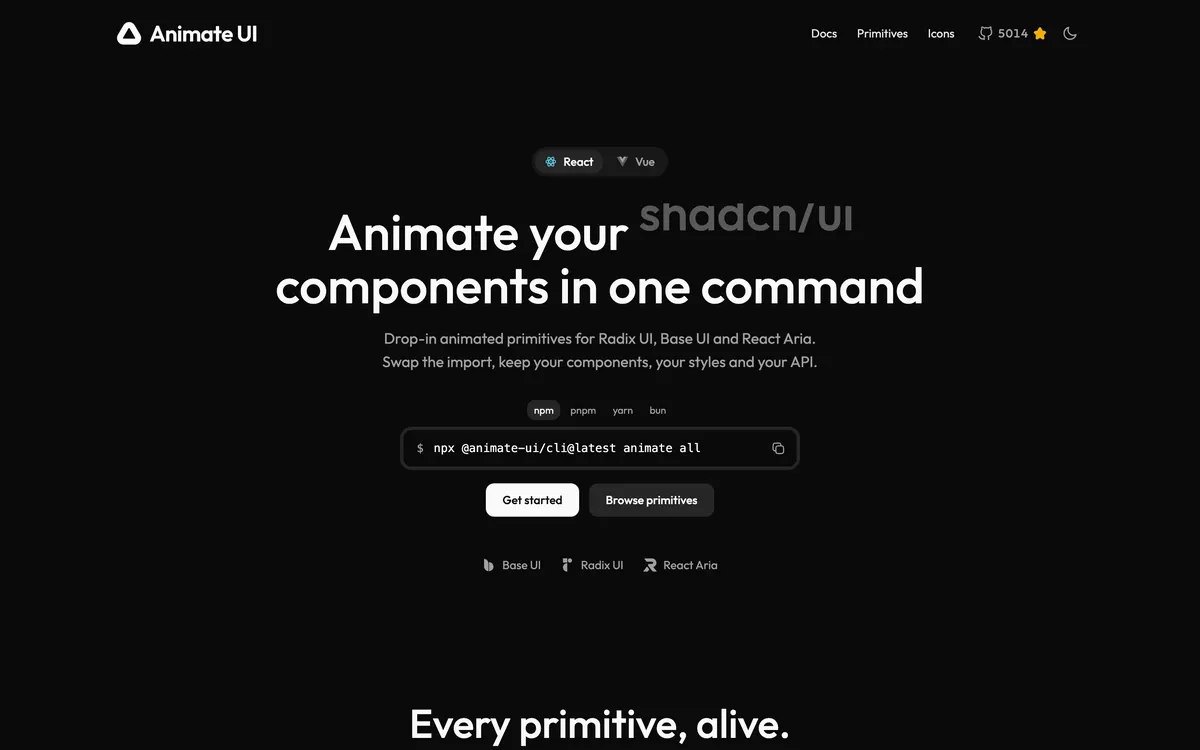 Animate UI
Docs Primitives Icons 5014
React Vue
Animate your shadcn/ui
components in one command
Drop-in animated primitives for Radix UI, Base UI and React Aria.
Swap the import, keep your components, your styles and your API.
npm pnpm yarn bun
$ npx @animate-ui/cli@latest animate all
Get started Browse primitives
Base UI Radix UI React Aria
Every primitive, alive.